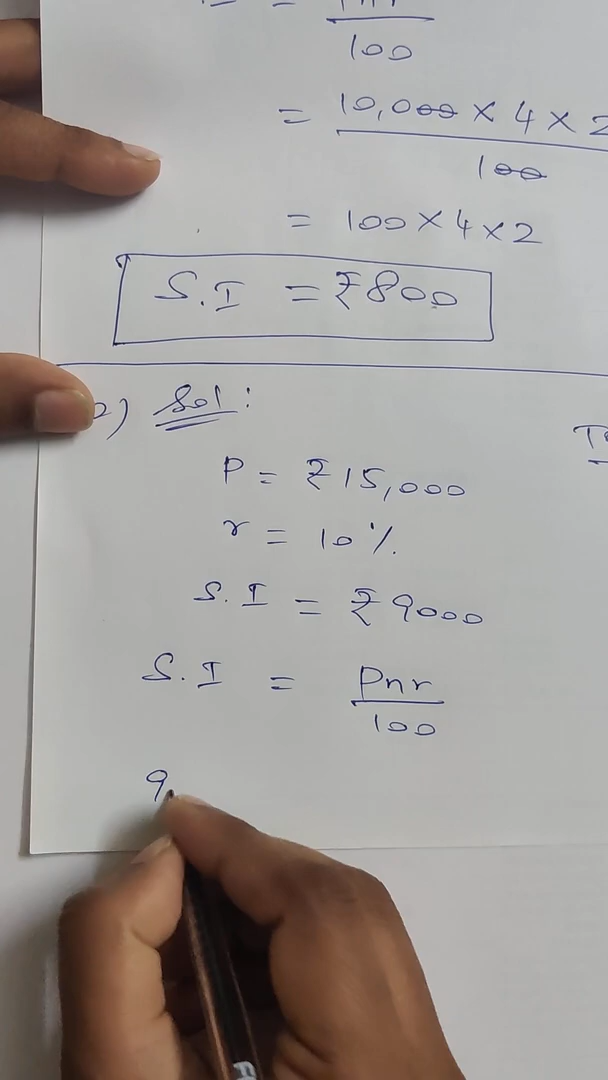 100
= 10,000 × 4 × 2
100
= 100 × 4 × 2
S.I = ₹800
2) Sol:
P = ₹15,000
r = 10%
S.I = ₹9000
S.I = Pnr
100
9